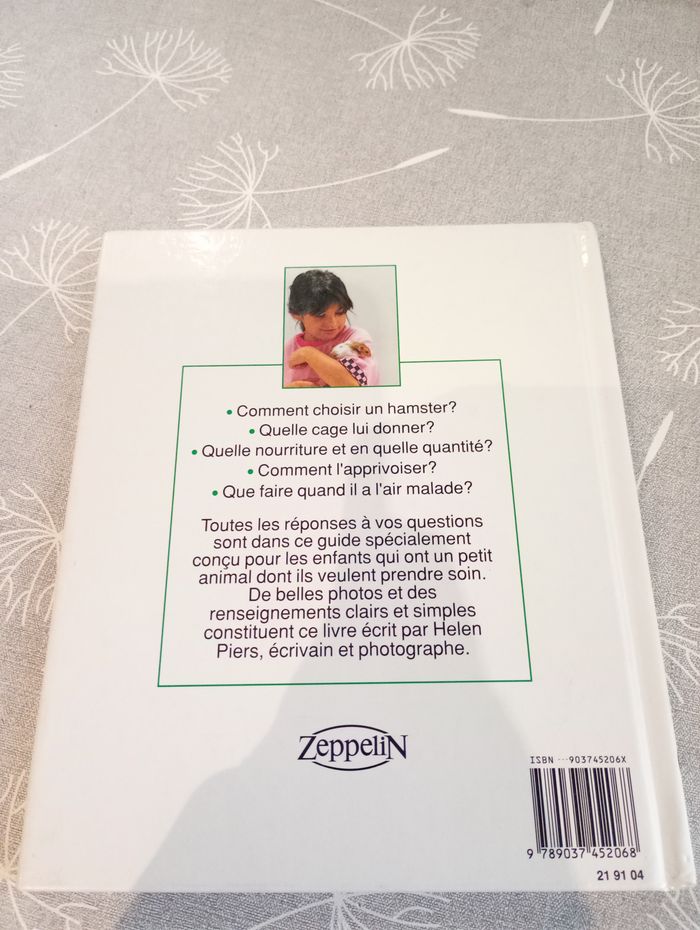 • Comment choisir un hamster?
• Quelle cage lui donner?
• Quelle nourriture et en quelle quantité?
• Comment l'apprivoiser?
• Que faire quand il a l'air malade?
Toutes les réponses à vos questions
sont dans ce guide spécialement
conçu pour les enfants qui ont un petit
animal dont ils veulent prendre soin.
De belles photos et des
renseignements clairs et simples
constituent ce livre écrit par Helen
Piers, écrivain et photographe.
ZeppeliN
ISBN ---903745206X
9 789037 452068
21 91 04